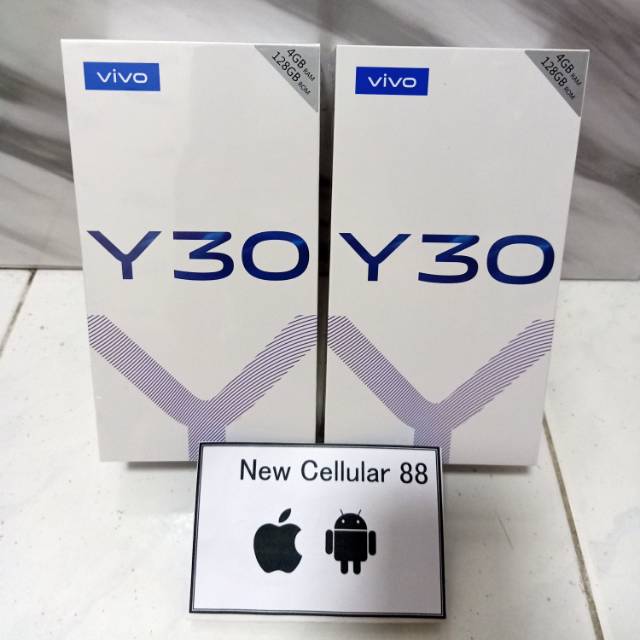 vivo
4GB RAM
128GB ROM
Y30
vivo
4GB RAM
128GB ROM
Y30
New Cellular 88